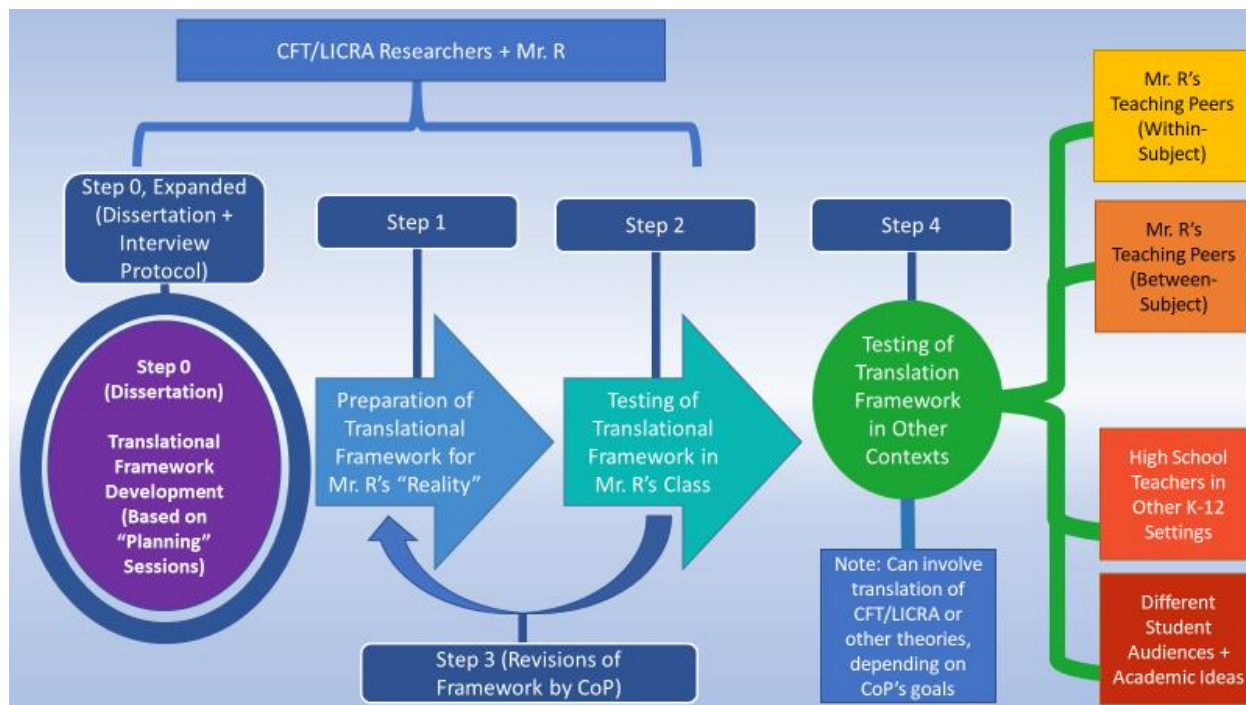 CFT/LICRA Researchers + Mr. R
Step 0, Expanded
(Dissertation +
Interview
Protocol)
Step 0
(Dissertation)
Translational
Framework
Development
(Based on
“Planning”
Sessions)
Step 1
Preparation of
Translational
Framework for
Mr. R’s “Reality”
Step 2
Testing of
Translational
Framework in
Mr. R’s Class
Step 3 (Revisions of
Framework by CoP)
Step 4
Testing of
Translation
Framework
in Other
Contexts
Note: Can involve
translation of
CFT/LICRA or
other theories,
depending on
CoP’s goals
Mr. R’s
Teaching Peers
(Within-
Subject)
Mr. R’s
Teaching Peers
(Between-
Subject)
High School
Teachers in
Other K-12
Settings
Different
Student
Audiences +
Academic Ideas